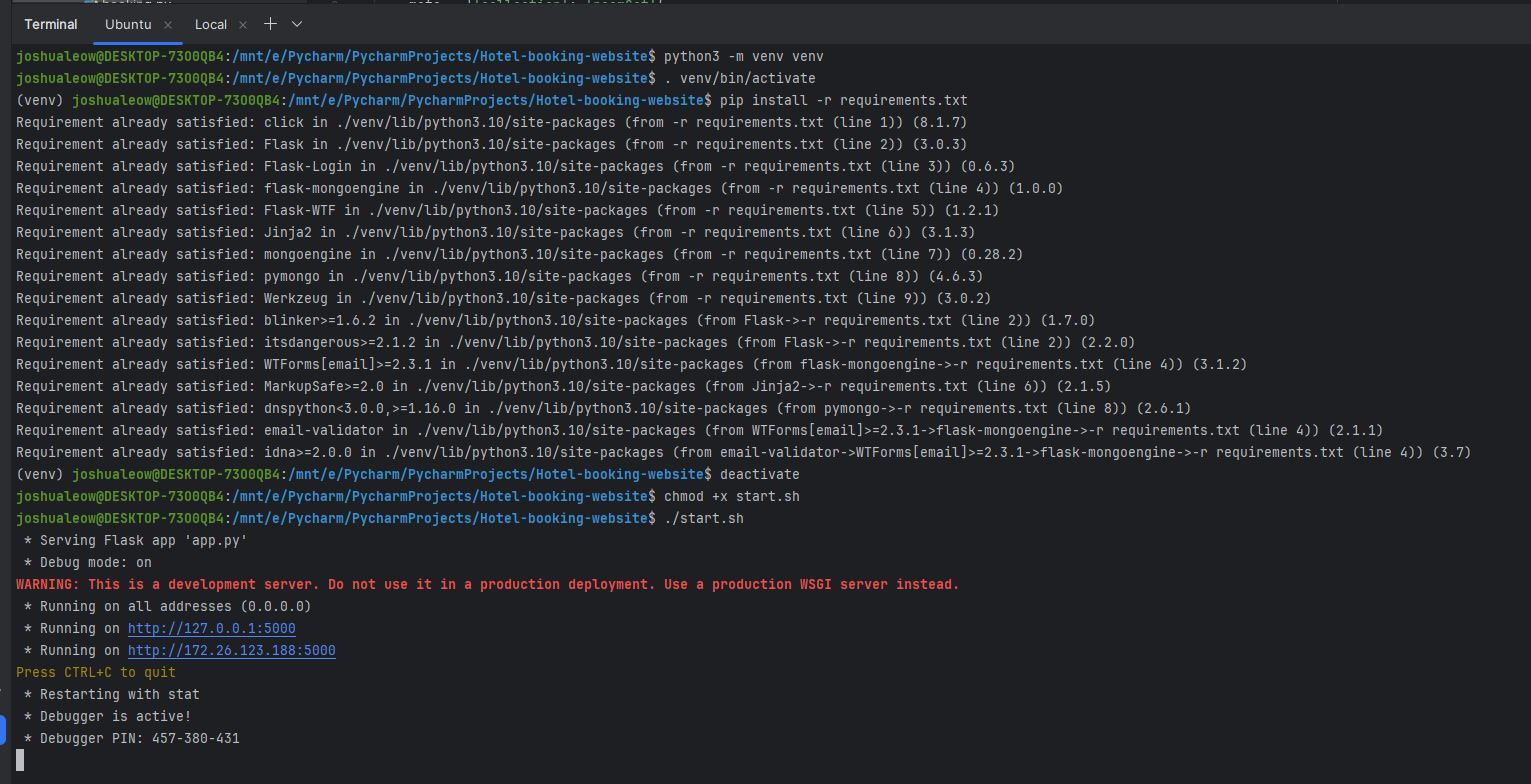 Terminal Ubuntu Local
joshualeow@DESKTOP-73OOQB4:/mnt/e/Pycharm/PycharmProjects/Hotel-booking-website$ python3 -m venv venv
joshualeow@DESKTOP-73OOQB4:/mnt/e/Pycharm/PycharmProjects/Hotel-booking-website$ . venv/bin/activate
(venv) joshualeow@DESKTOP-73OOQB4:/mnt/e/Pycharm/PycharmProjects/Hotel-booking-website$ pip install -r requirements.txt
Requirement already satisfied: click in ./venv/lib/python3.10/site-packages (from -r requirements.txt (line 1)) (8.1.7)
Requirement already satisfied: Flask in ./venv/lib/python3.10/site-packages (from -r requirements.txt (line 2)) (3.0.3)
Requirement already satisfied: Flask-Login in ./venv/lib/python3.10/site-packages (from -r requirements.txt (line 3)) (0.6.3)
Requirement already satisfied: flask-mongoengine in ./venv/lib/python3.10/site-packages (from -r requirements.txt (line 4)) (1.0.0)
Requirement already satisfied: Flask-WTF in ./venv/lib/python3.10/site-packages (from -r requirements.txt (line 5)) (1.2.1)
Requirement already satisfied: Jinja2 in ./venv/lib/python3.10/site-packages (from -r requirements.txt (line 6)) (3.1.3)
Requirement already satisfied: mongoengine in ./venv/lib/python3.10/site-packages (from -r requirements.txt (line 7)) (0.28.2)
Requirement already satisfied: pymongo in ./venv/lib/python3.10/site-packages (from -r requirements.txt (line 8)) (4.6.3)
Requirement already satisfied: Werkzeug in ./venv/lib/python3.10/site-packages (from -r requirements.txt (line 9)) (3.0.2)
Requirement already satisfied: blinker>=1.6.2 in ./venv/lib/python3.10/site-packages (from Flask->-r requirements.txt (line 2)) (1.7.0)
Requirement already satisfied: itsdangerous>=2.1.2 in ./venv/lib/python3.10/site-packages (from Flask->-r requirements.txt (line 2)) (2.2.0)
Requirement already satisfied: WTForms[email]>=2.3.1 in ./venv/lib/python3.10/site-packages (from flask-mongoengine->-r requirements.txt (line 4)) (3.1.2)
Requirement already satisfied: MarkupSafe>=2.0 in ./venv/lib/python3.10/site-packages (from Jinja2->-r requirements.txt (line 6)) (2.1.5)
Requirement already satisfied: dnspython<3.0.0,>=1.16.0 in ./venv/lib/python3.10/site-packages (from pymongo->-r requirements.txt (line 8)) (2.6.1)
Requirement already satisfied: email-validator in ./venv/lib/python3.10/site-packages (from WTForms[email]>=2.3.1->flask-mongoengine->-r requirements.txt (line 4)) (2.1.1)
Requirement already satisfied: idna>=2.0.0 in ./venv/lib/python3.10/site-packages (from email-validator->WTForms[email]>=2.3.1->flask-mongoengine->-r requirements.txt (line 4)) (3.7)
(venv) joshualeow@DESKTOP-73OOQB4:/mnt/e/Pycharm/PycharmProjects/Hotel-booking-website$ deactivate
joshualeow@DESKTOP-73OOQB4:/mnt/e/Pycharm/PycharmProjects/Hotel-booking-website$ chmod +x start.sh
joshualeow@DESKTOP-73OOQB4:/mnt/e/Pycharm/PycharmProjects/Hotel-booking-website$ ./start.sh
 * Serving Flask app 'app.py'
 * Debug mode: on
WARNING: This is a development server. Do not use it in a production deployment. Use a production WSGI server instead.
 * Running on all addresses (0.0.0.0)
 * Running on http://127.0.0.1:5000
 * Running on http://172.26.123.188:5000
Press CTRL+C to quit
 * Restarting with stat
 * Debugger is active!
 * Debugger PIN: 457-380-431